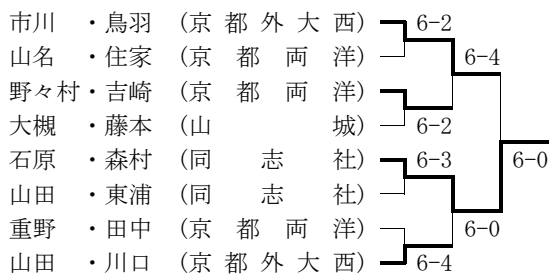 市川 ・鳥羽 (京都外大西) 6-2
山名 ・住家 (京都両洋) 6-4
野々村・吉崎 (京都両洋)
大槻 ・藤本 (山城) 6-2
石原 ・森村 (同志社) 6-3 6-0
山田 ・東浦 (同志社)
重野 ・田中 (京都両洋) 6-0
山田 ・川口 (京都外大西) 6-4